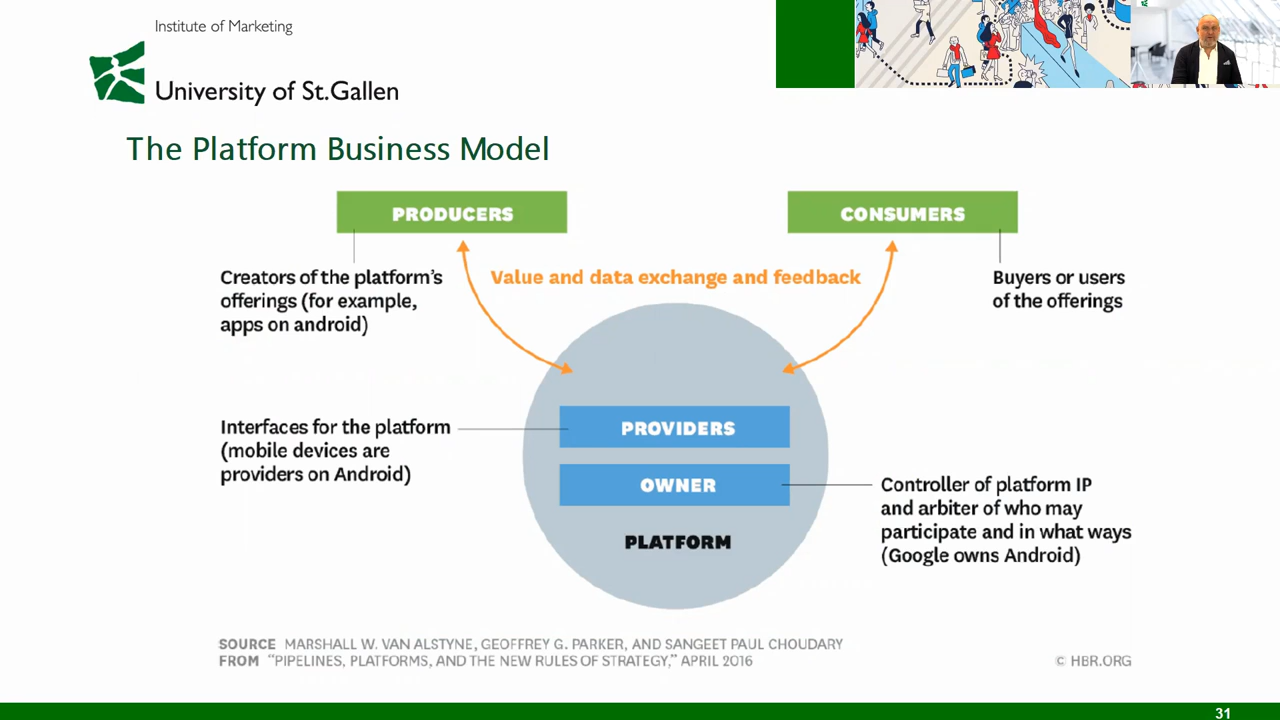 Institute of Marketing
University of St.Gallen
The Platform Business Model
PRODUCERS
CONSUMERS
Creators of the platform's
offerings (for example,
apps on android)
Value and data exchange and feedback
Buyers or users
of the offerings
Interfaces for the platform
(mobile devices are
providers on Android)
PROVIDERS
OWNER
PLATFORM
Controller of platform IP
and arbiter of who may
participate and in what ways
(Google owns Android)
SOURCE MARSHALL W. VAN ALSTYNE, GEOFFREY G. PARKER, AND SANGEET PAUL CHOUDARY
FROM "PIPELINES, PLATFORMS, AND THE NEW RULES OF STRATEGY," APRIL 2016
© HBR.ORG
31